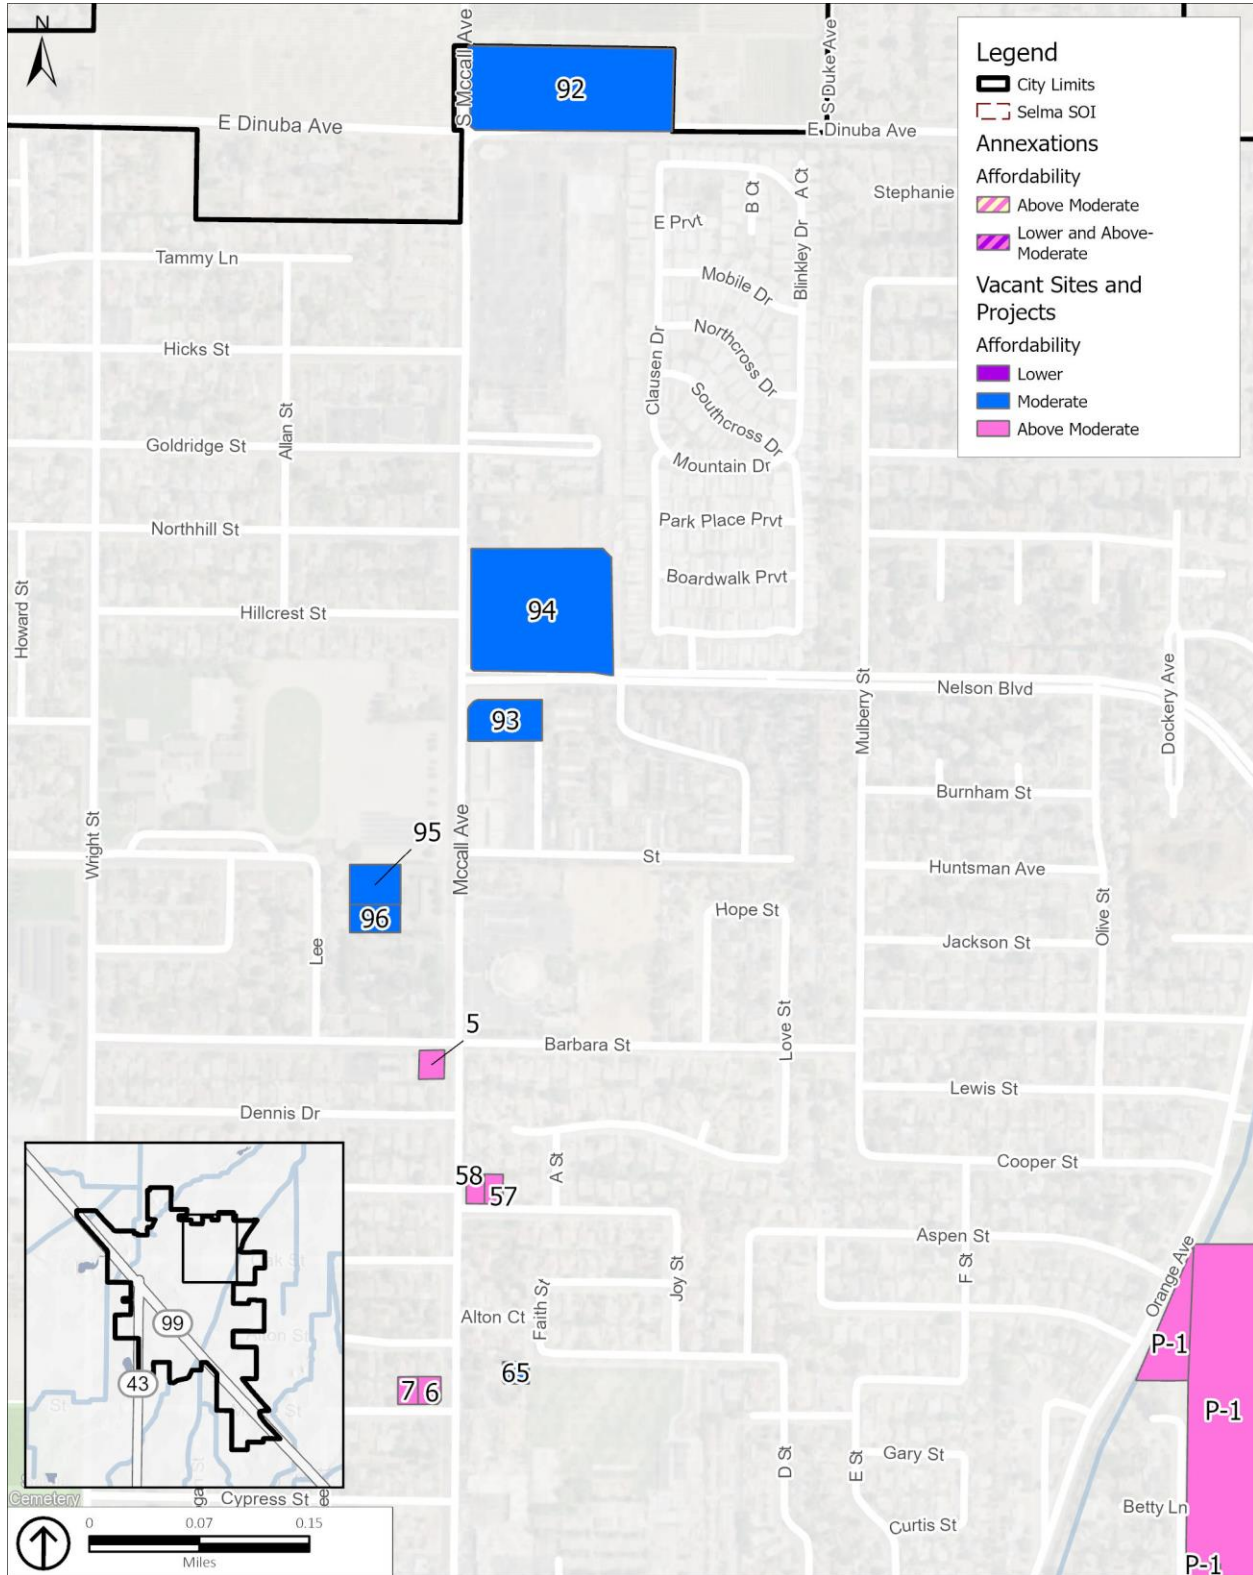 N
S Mccall Ave
92
S Duke Ave
E Dinuba Ave
E Dinuba Ave
Legend
City Limits
Selma SOI
Annexations
Affordability
Above Moderate
Lower and Above-
Moderate
Vacant Sites and
Projects
Affordability
Lower
Moderate
Above Moderate
Stephanie
B Ct
A Ct
E Prvt
Blinkley Dr
Tammy Ln
Mobile Dr
Northcross Dr
Clausen Dr
Southcross Dr
Hicks St
Allan St
Goldridge St
Mountain Dr
Park Place Prvt
Northhill St
Boardwalk Prvt
Howard St
Hillcrest St
94
Mulberry St
Nelson Blvd
Dockery Ave
93
Burnham St
95
Wright St
Mccall Ave
St
Huntsman Ave
96
Hope St
Olive St
Lee
Jackson St
5
Barbara St
Love St
Lewis St
Dennis Dr
58
57
A St
Cooper St
Aspen St
F St
Orange Ave
Joy St
Faith St
Alton Ct
65
7
6
P-1
P-1
P-1
99
43
St
St
D St
E St
Gary St
Curtis St
Betty Ln
Cemetery
Cypress St
0
0.07
0.15
Miles